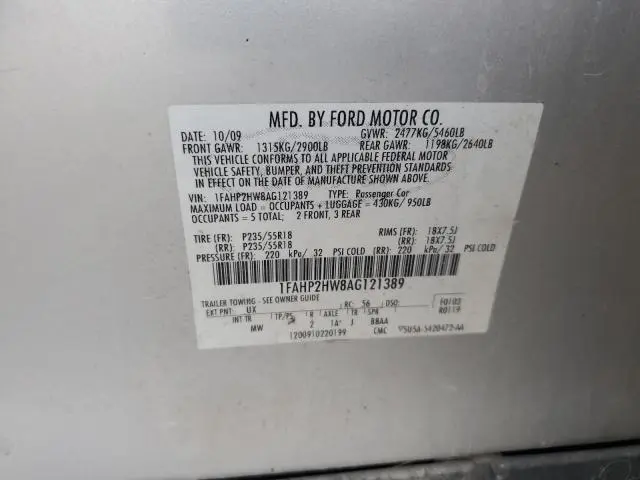 MFD. BY FORD MOTOR CO.
DATE: 10/09 GVWR: 2477KG/5460LB
FRONT GAWR: 1315KG/2900LB REAR GAWR: 1198KG/2640LB
THIS VEHICLE CONFORMS TO ALL APPLICABLE FEDERAL MOTOR
VEHICLE SAFETY, BUMPER, AND THEFT PREVENTION STANDARDS
IN EFFECT ON THE DATE OF MANUFACTURE SHOWN ABOVE.
VIN: 1FAHP2HW8AG121389 TYPE: Passenger Car
MAXIMUM LOAD = OCCUPANTS + LUGGAGE = 430KG/ 950LB
OCCUPANTS = 5 TOTAL; 2 FRONT, 3 REAR
TIRE (FR): P235/55R18 RIMS (FR): 18X7.5J
(RR): P235/55R18 (RR): 18X7.5J
PRESSURE (FR): 220 kPa/ 32 PSI COLD (RR): 220 kPa/ 32 PSI COLD
1FAHP2HW8AG121389
TRAILER TOWING - SEE OWNER GUIDE
EXT PNT: UX RC: 56 DSO: F0103
R0119
INT TR TP/PS R AXLE TR SPR
MW 2 J BBAA
1200910220199 CMC